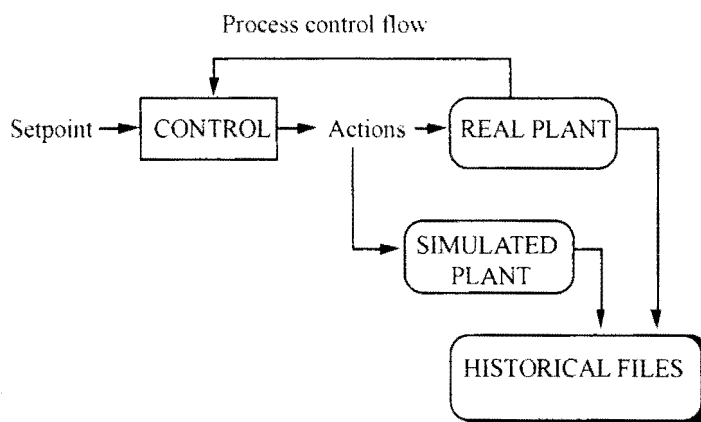 Process control flow
Setpoint
CONTROL
Actions
REAL PLANT
SIMULATED
PLANT
HISTORICAL FILES